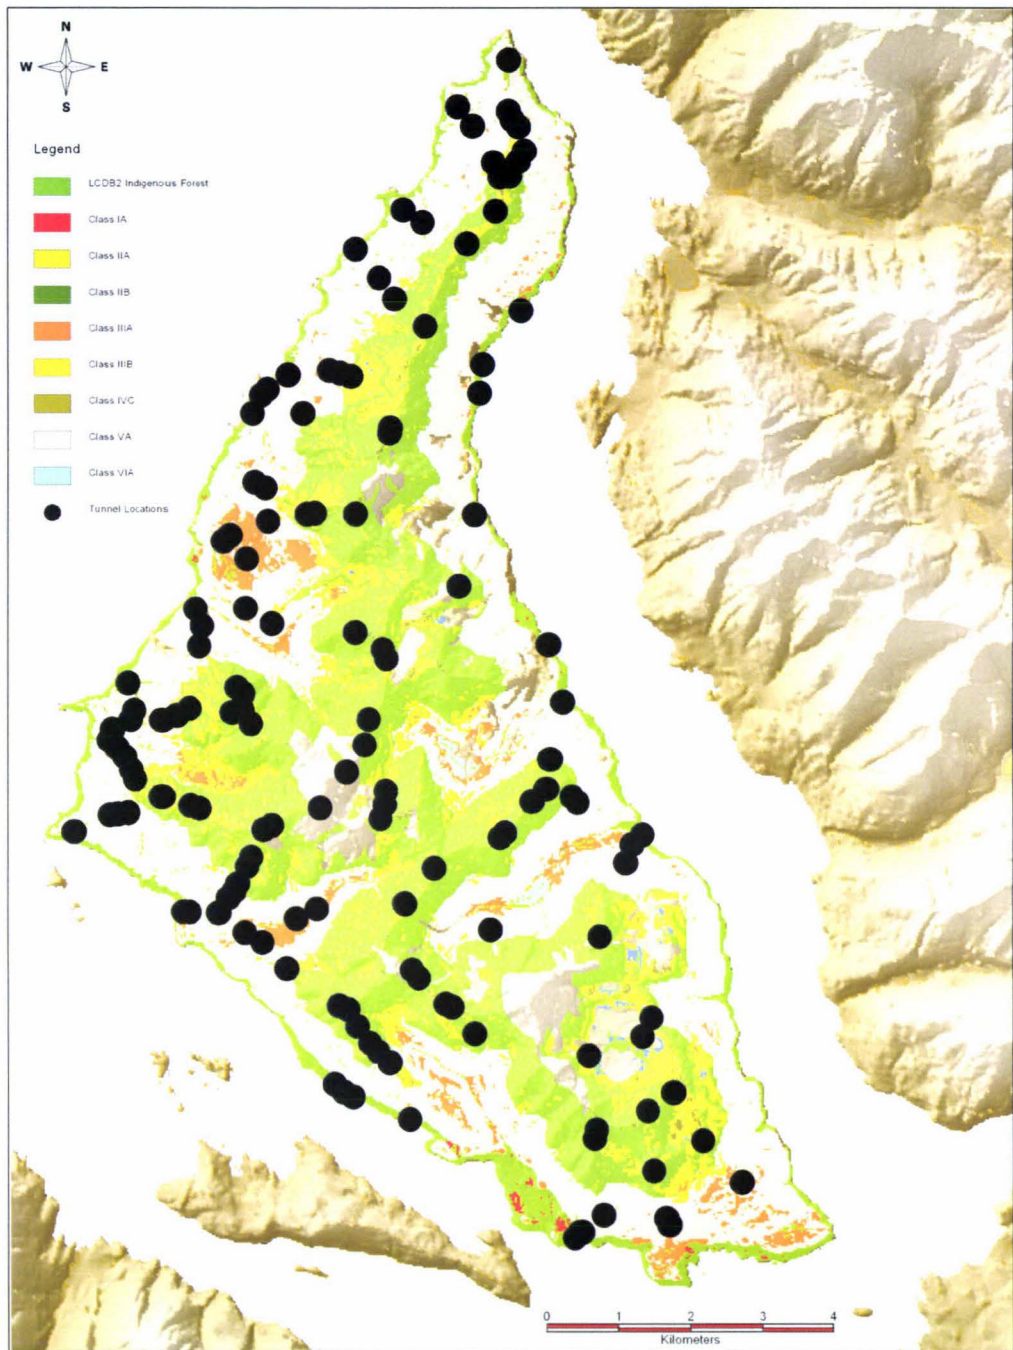 N
W E
S
Legend
LCDB2 Indigenous Forest
Class IA
Class IIA
Class IIB
Class IIIA
Class IIIB
Class IVC
Class VA
Class VIA
Tunnel Locations
0 1 2 3 4
Kilometers